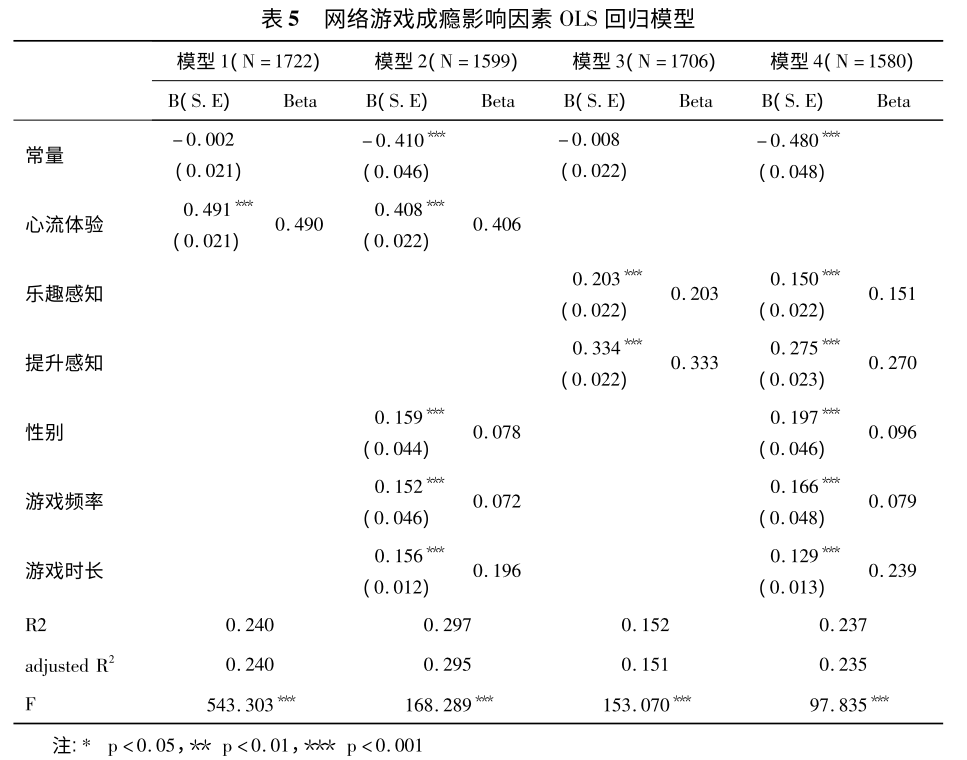 表5 网络游戏成瘾影响因素 OLS 回归模型
模型1(N=1722) 模型2(N=1599) 模型3(N=1706) 模型4(N=1580)
B(S.E) Beta B(S.E) Beta B(S.E) Beta B(S.E) Beta
常量 -0.002 -0.410*** -0.008 -0.480***
(0.021) (0.046) (0.022) (0.048)
心流体验 0.491*** 0.490 0.408*** 0.406
(0.021) (0.022)
乐趣感知 0.203*** 0.203 0.150*** 0.151
(0.022) (0.022)
提升感知 0.334*** 0.333 0.275*** 0.270
(0.022) (0.023)
性别 0.159*** 0.078 0.197*** 0.096
(0.044) (0.046)
游戏频率 0.152*** 0.072 0.166*** 0.079
(0.046) (0.048)
游戏时长 0.156*** 0.196 0.129*** 0.239
(0.012) (0.013)
R2 0.240 0.297 0.152 0.237
adjusted R² 0.240 0.295 0.151 0.235
F 543.303*** 168.289*** 153.070*** 97.835***
注:* p<0.05,** p<0.01,*** p<0.001